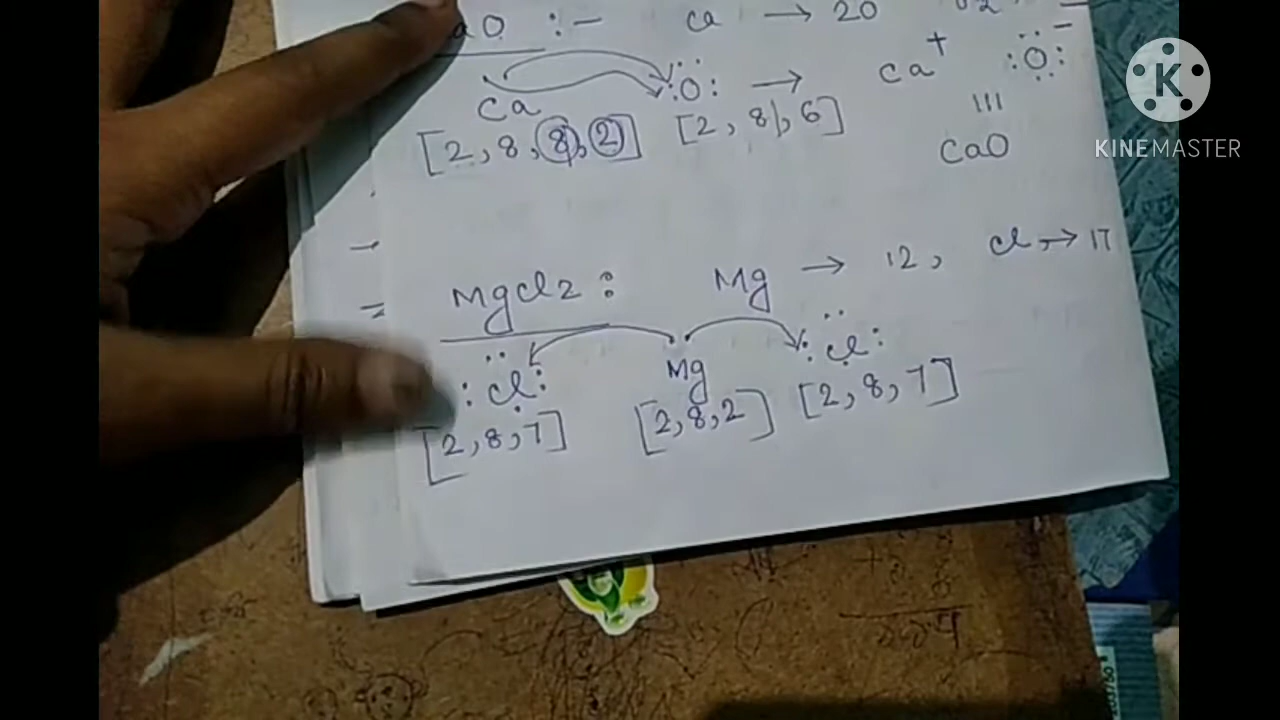 aO :- Ca → 20
Ca :O: → Ca+ :O:-
[2,8,8,2] [2,8,6] CaO
KINEMASTER
MgCl2: Mg → 12, Cl → 17
:Cl: Mg :Cl:
[2,8,7] [2,8,2] [2,8,7]